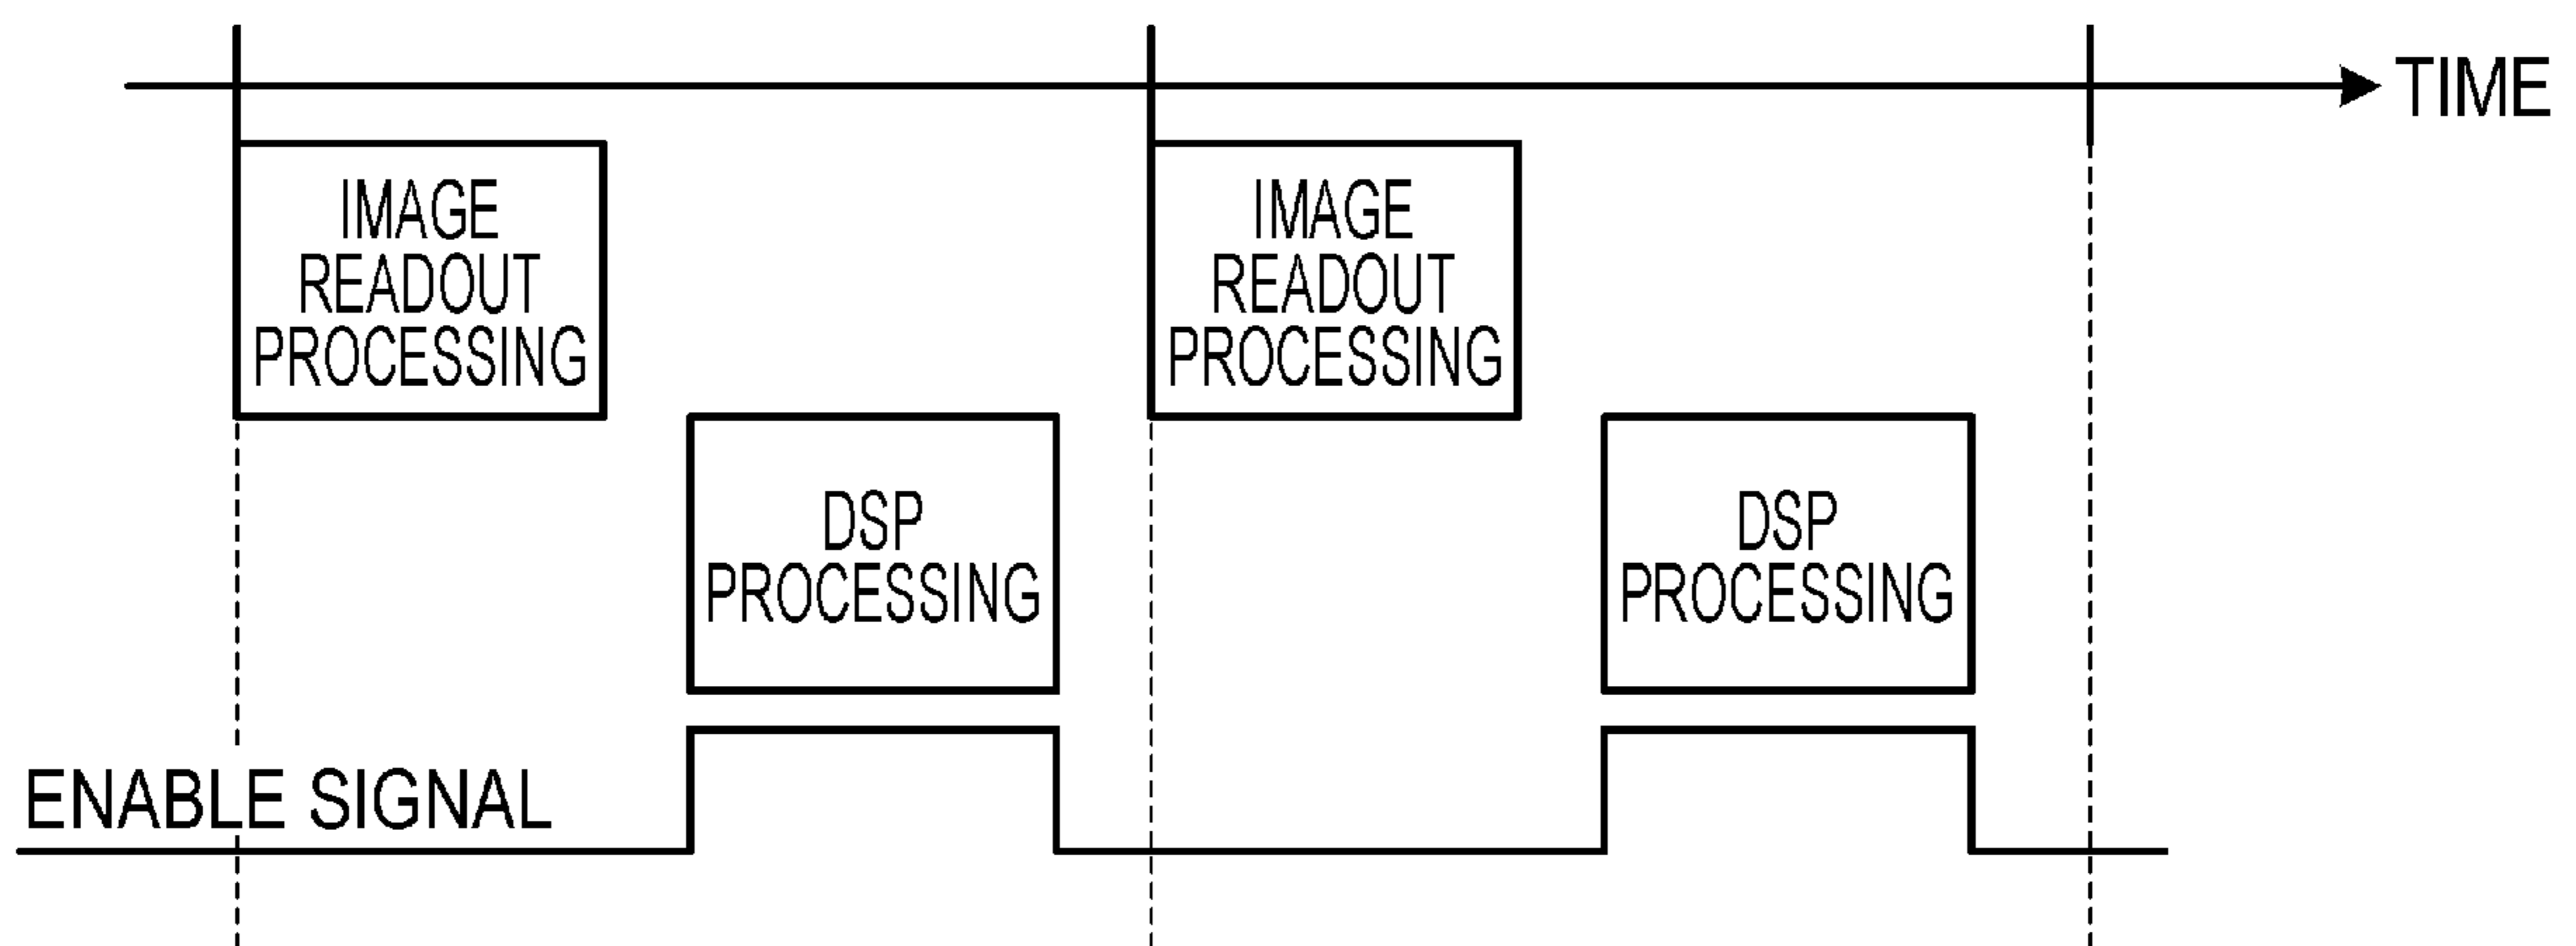 TIME
IMAGE
READOUT
PROCESSING
IMAGE
READOUT
PROCESSING
DSP
PROCESSING
DSP
PROCESSING
ENABLE SIGNAL